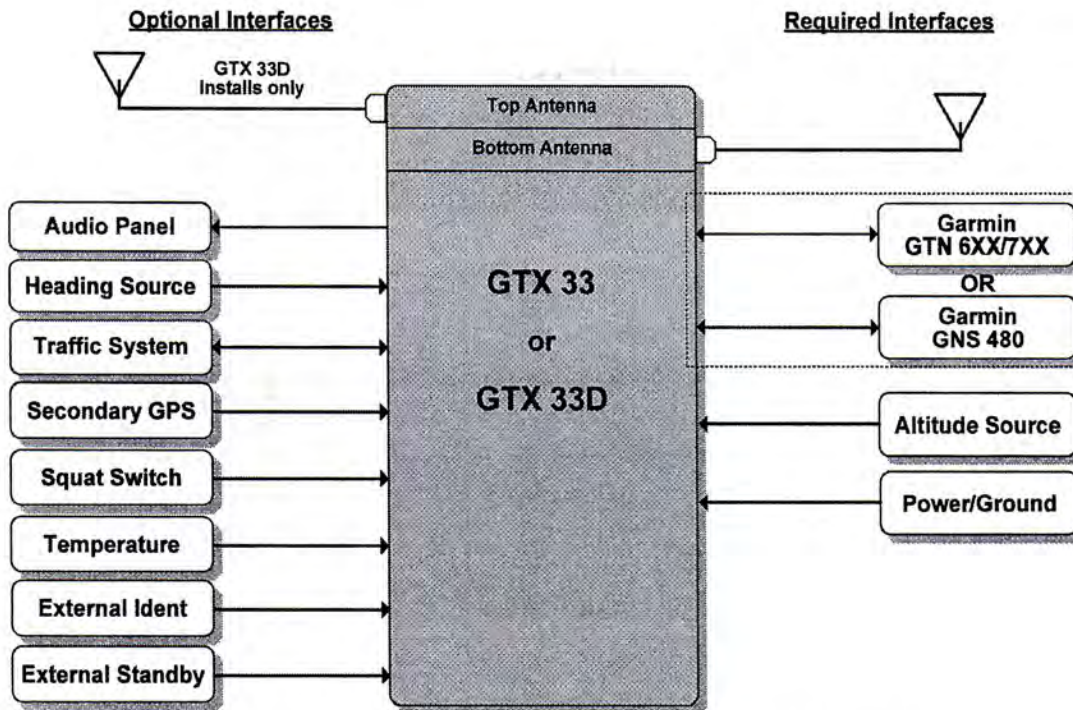 Optional Interfaces
Required Interfaces
GTX 33D
Installs only
Top Antenna
Bottom Antenna
Audio Panel
Heading Source
Traffic System
Secondary GPS
Squat Switch
Temperature
External Ident
External Standby
GTX 33
or
GTX 33D
Garmin
GTN 6XX/7XX
OR
Garmin
GNS 480
Altitude Source
Power/Ground